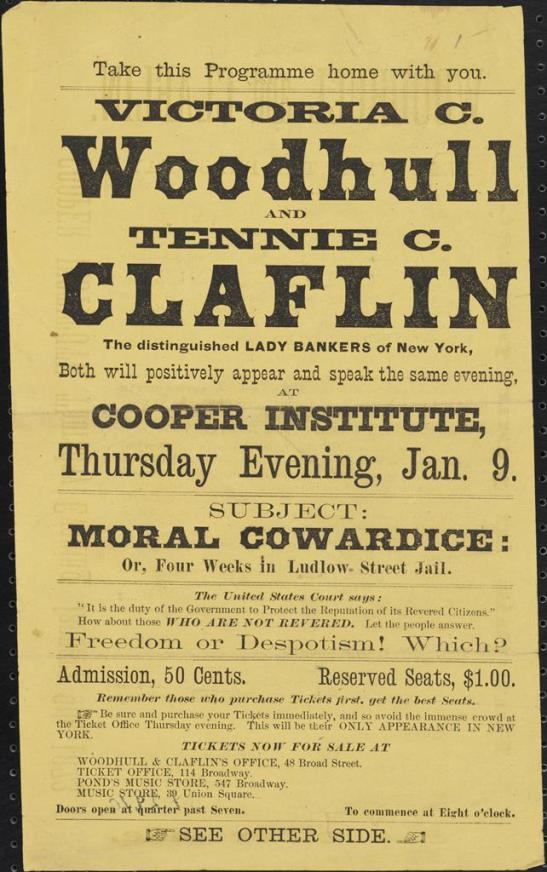 Take this Programme home with you.
VICTORIA C.
Woodhull
AND
TENNIE C.
CLAFLIN
The distinguished LADY BANKERS of New York,
Both will positively appear and speak the same evening,
AT
COOPER INSTITUTE,
Thursday Evening, Jan. 9.
SUBJECT:
MORAL COWARDICE:
Or, Four Weeks in Ludlow Street Jail.
The United States Court says:
"It is the duty of the Government to Protect the Reputation of its Revered Citizens."
How about those WHO ARE NOT REVERED. Let the people answer.
Freedom or Despotism! Which?
Admission, 50 Cents. Reserved Seats, $1.00.
Remember those who purchase Tickets first, get the best Seats.
☞ Be sure and purchase your Tickets immediately, and so avoid the immense crowd at
the Ticket Office Thursday evening. This will be their ONLY APPEARANCE IN NEW
YORK.
TICKETS NOW FOR SALE AT
WOODHULL & CLAFLIN'S OFFICE, 48 Broad Street.
TICKET OFFICE, 114 Broadway.
POND'S MUSIC STORE, 547 Broadway.
MUSIC STORE, 39 Union Square.
Doors open at quarter past Seven. To commence at Eight o'clock.
☞ SEE OTHER SIDE. ☜